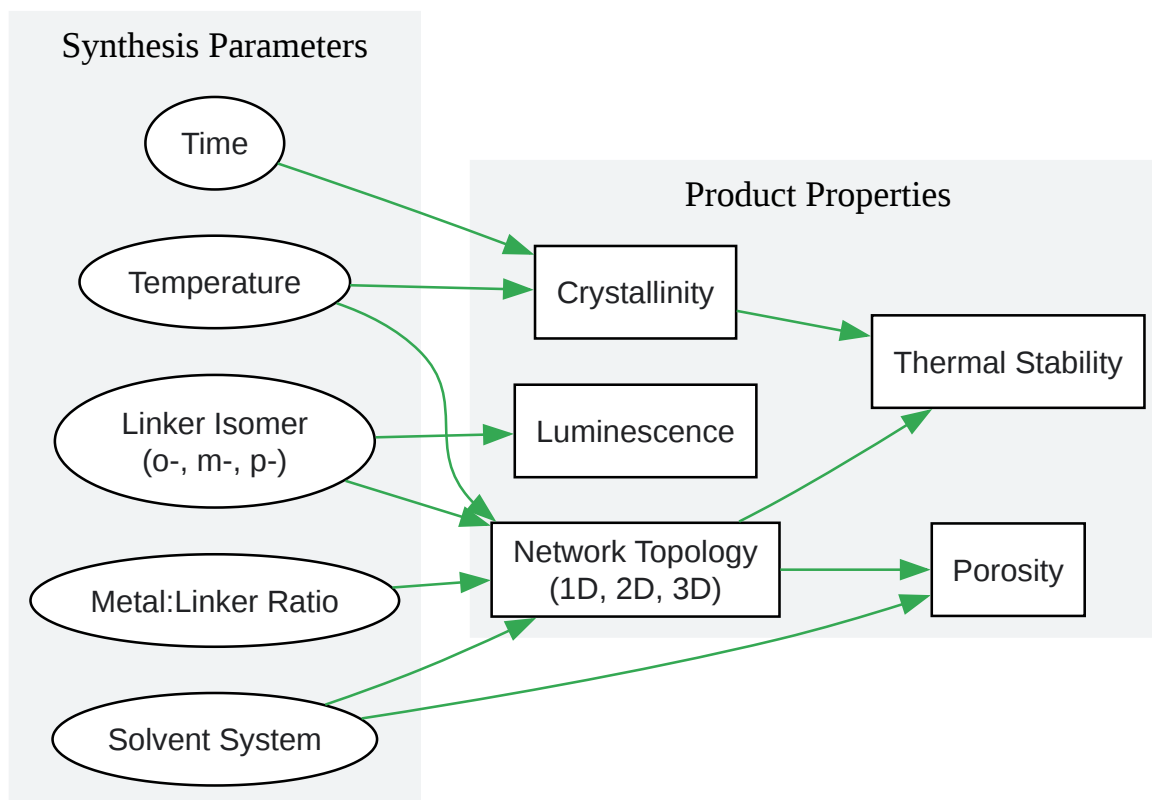 Synthesis Parameters
Time
Temperature
Linker Isomer
(o-, m-, p-)
Metal:Linker Ratio
Solvent System
Product Properties
Crystallinity
Luminescence
Network Topology
(1D, 2D, 3D)
Thermal Stability
Porosity